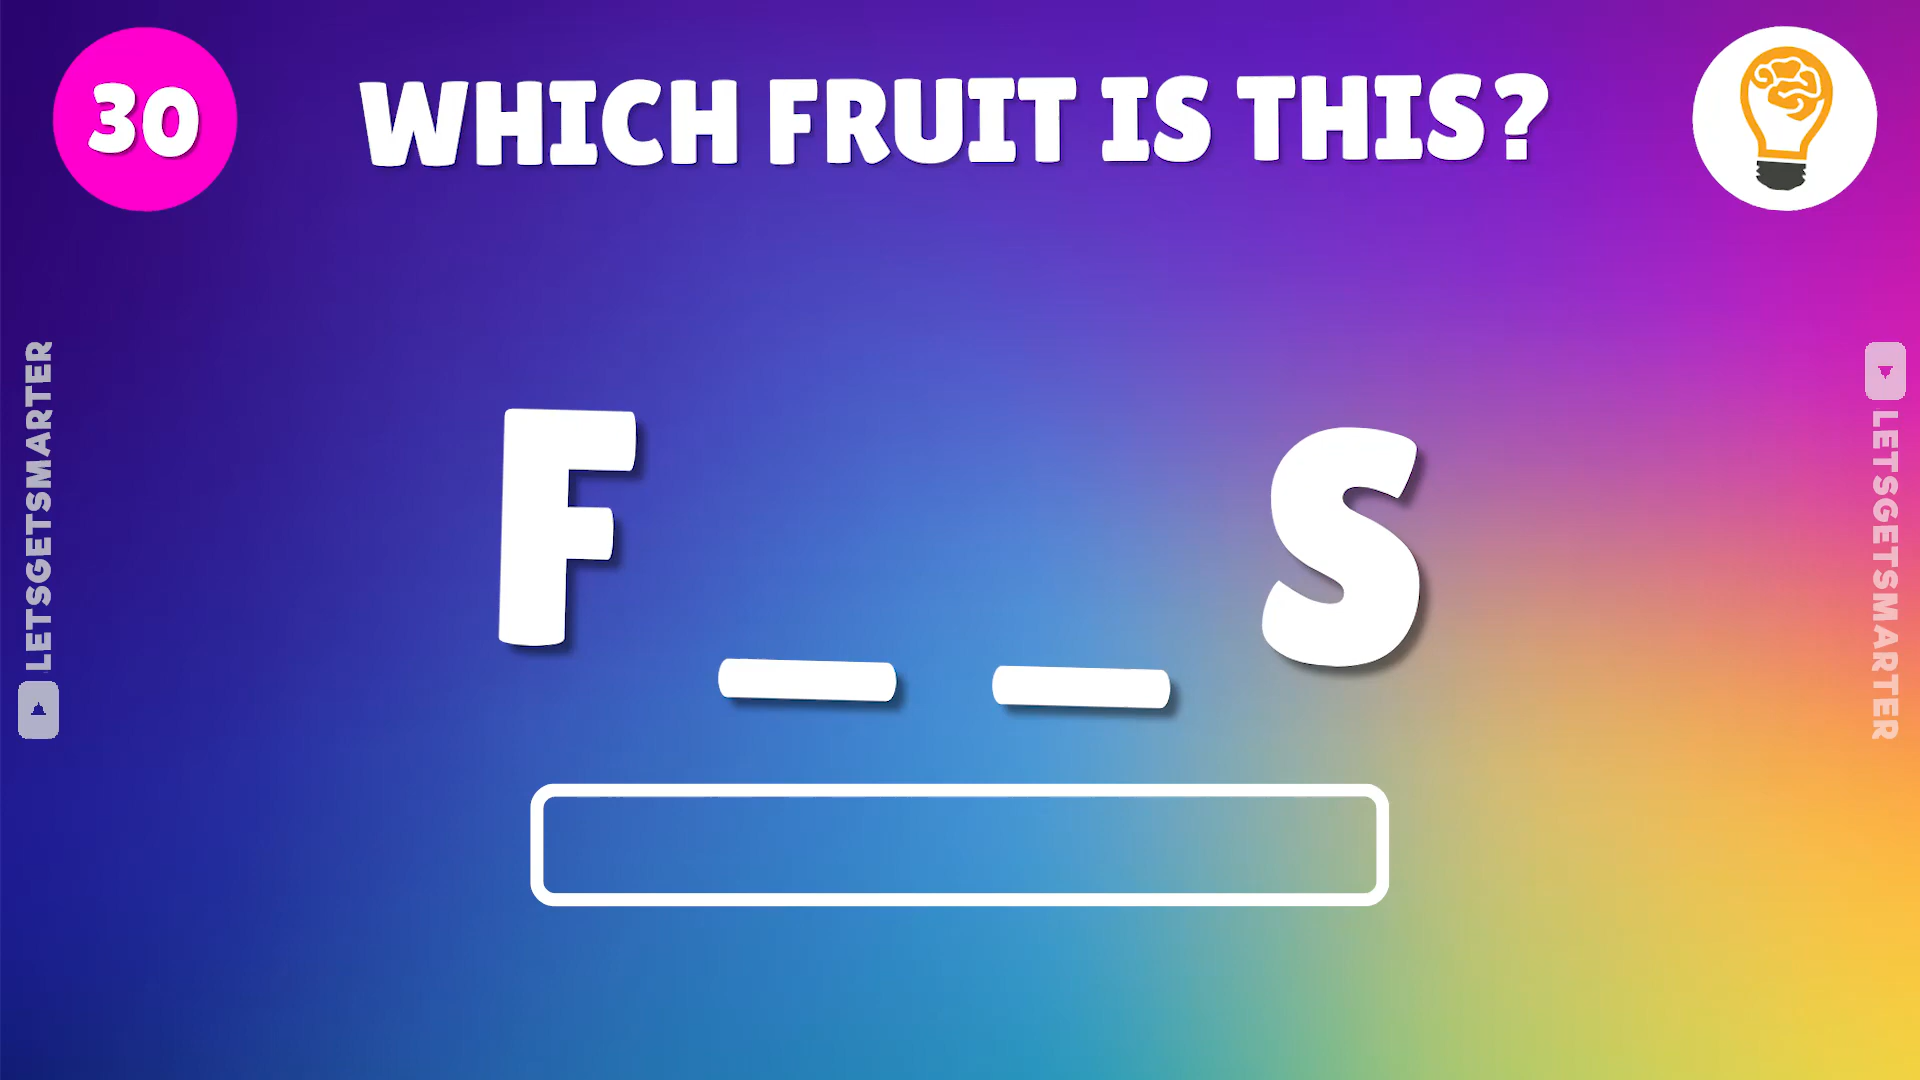 30
WHICH FRUIT IS THIS?
LETSGETSMARTER
F _ _ S
LETSGETSMARTER